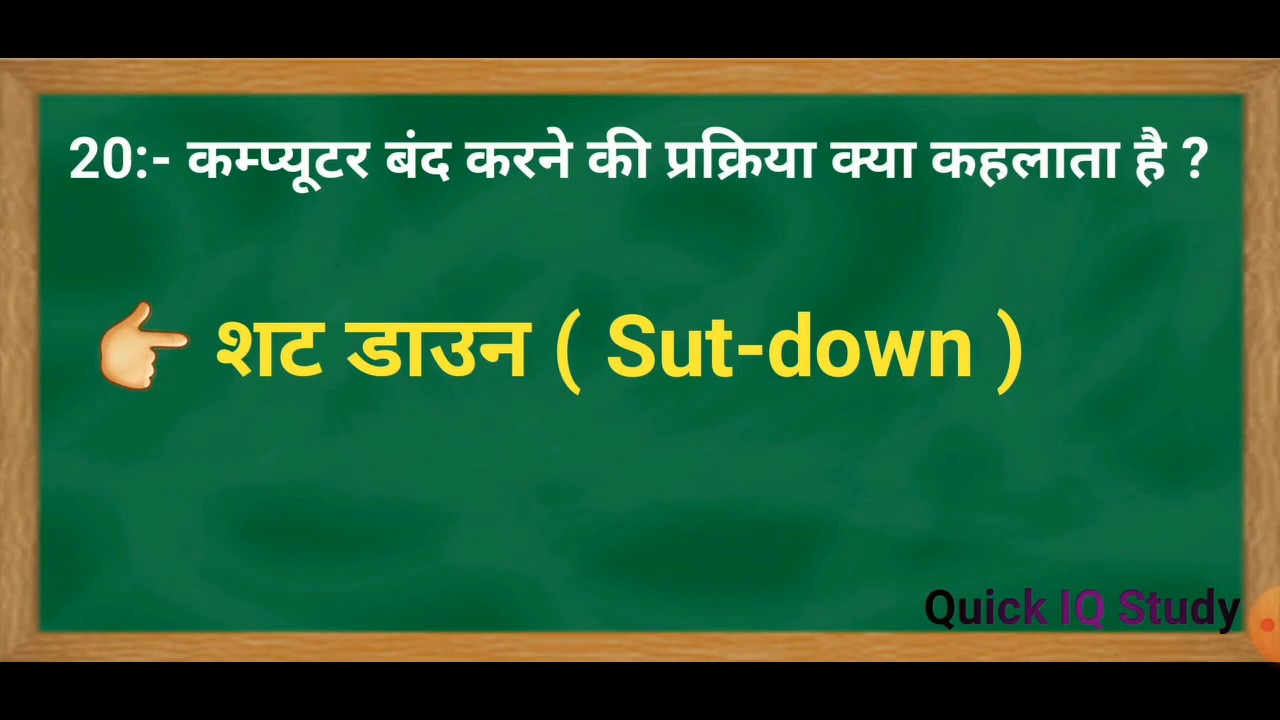 20:- कम्प्यूटर बंद करने की प्रक्रिया क्या कहलाता है ?
शट डाउन ( Sut-down )
Quick IQ Study